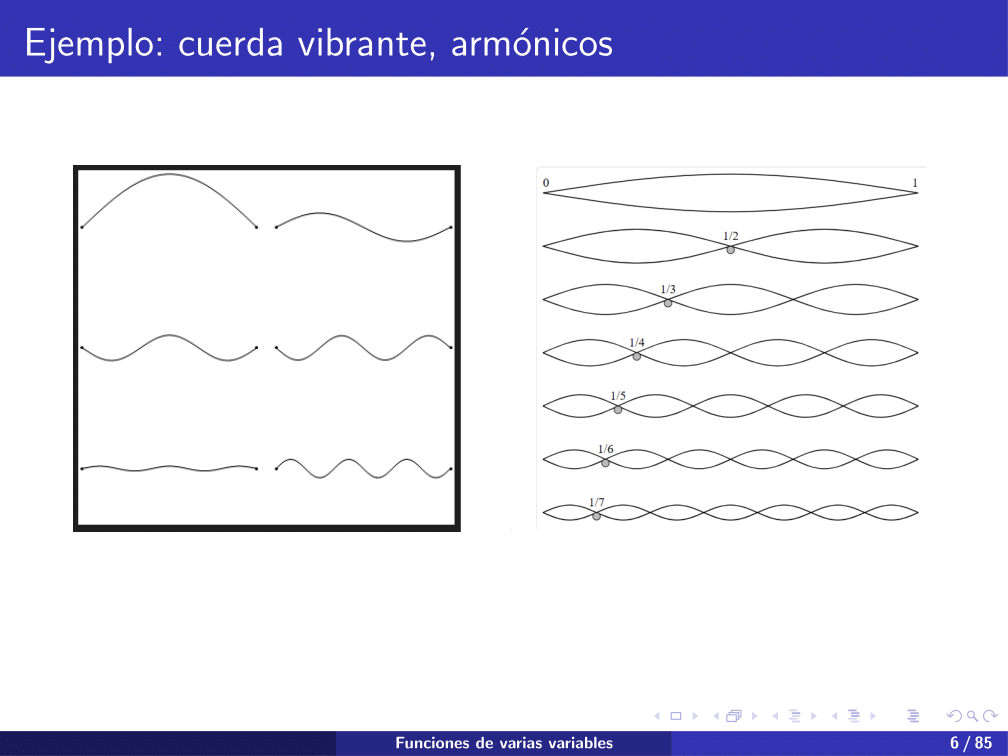 Ejemplo: cuerda vibrante, armónicos
0 1
1/2
1/3
1/4
1/5
1/6
1/7
Funciones de varias variables
6 / 85